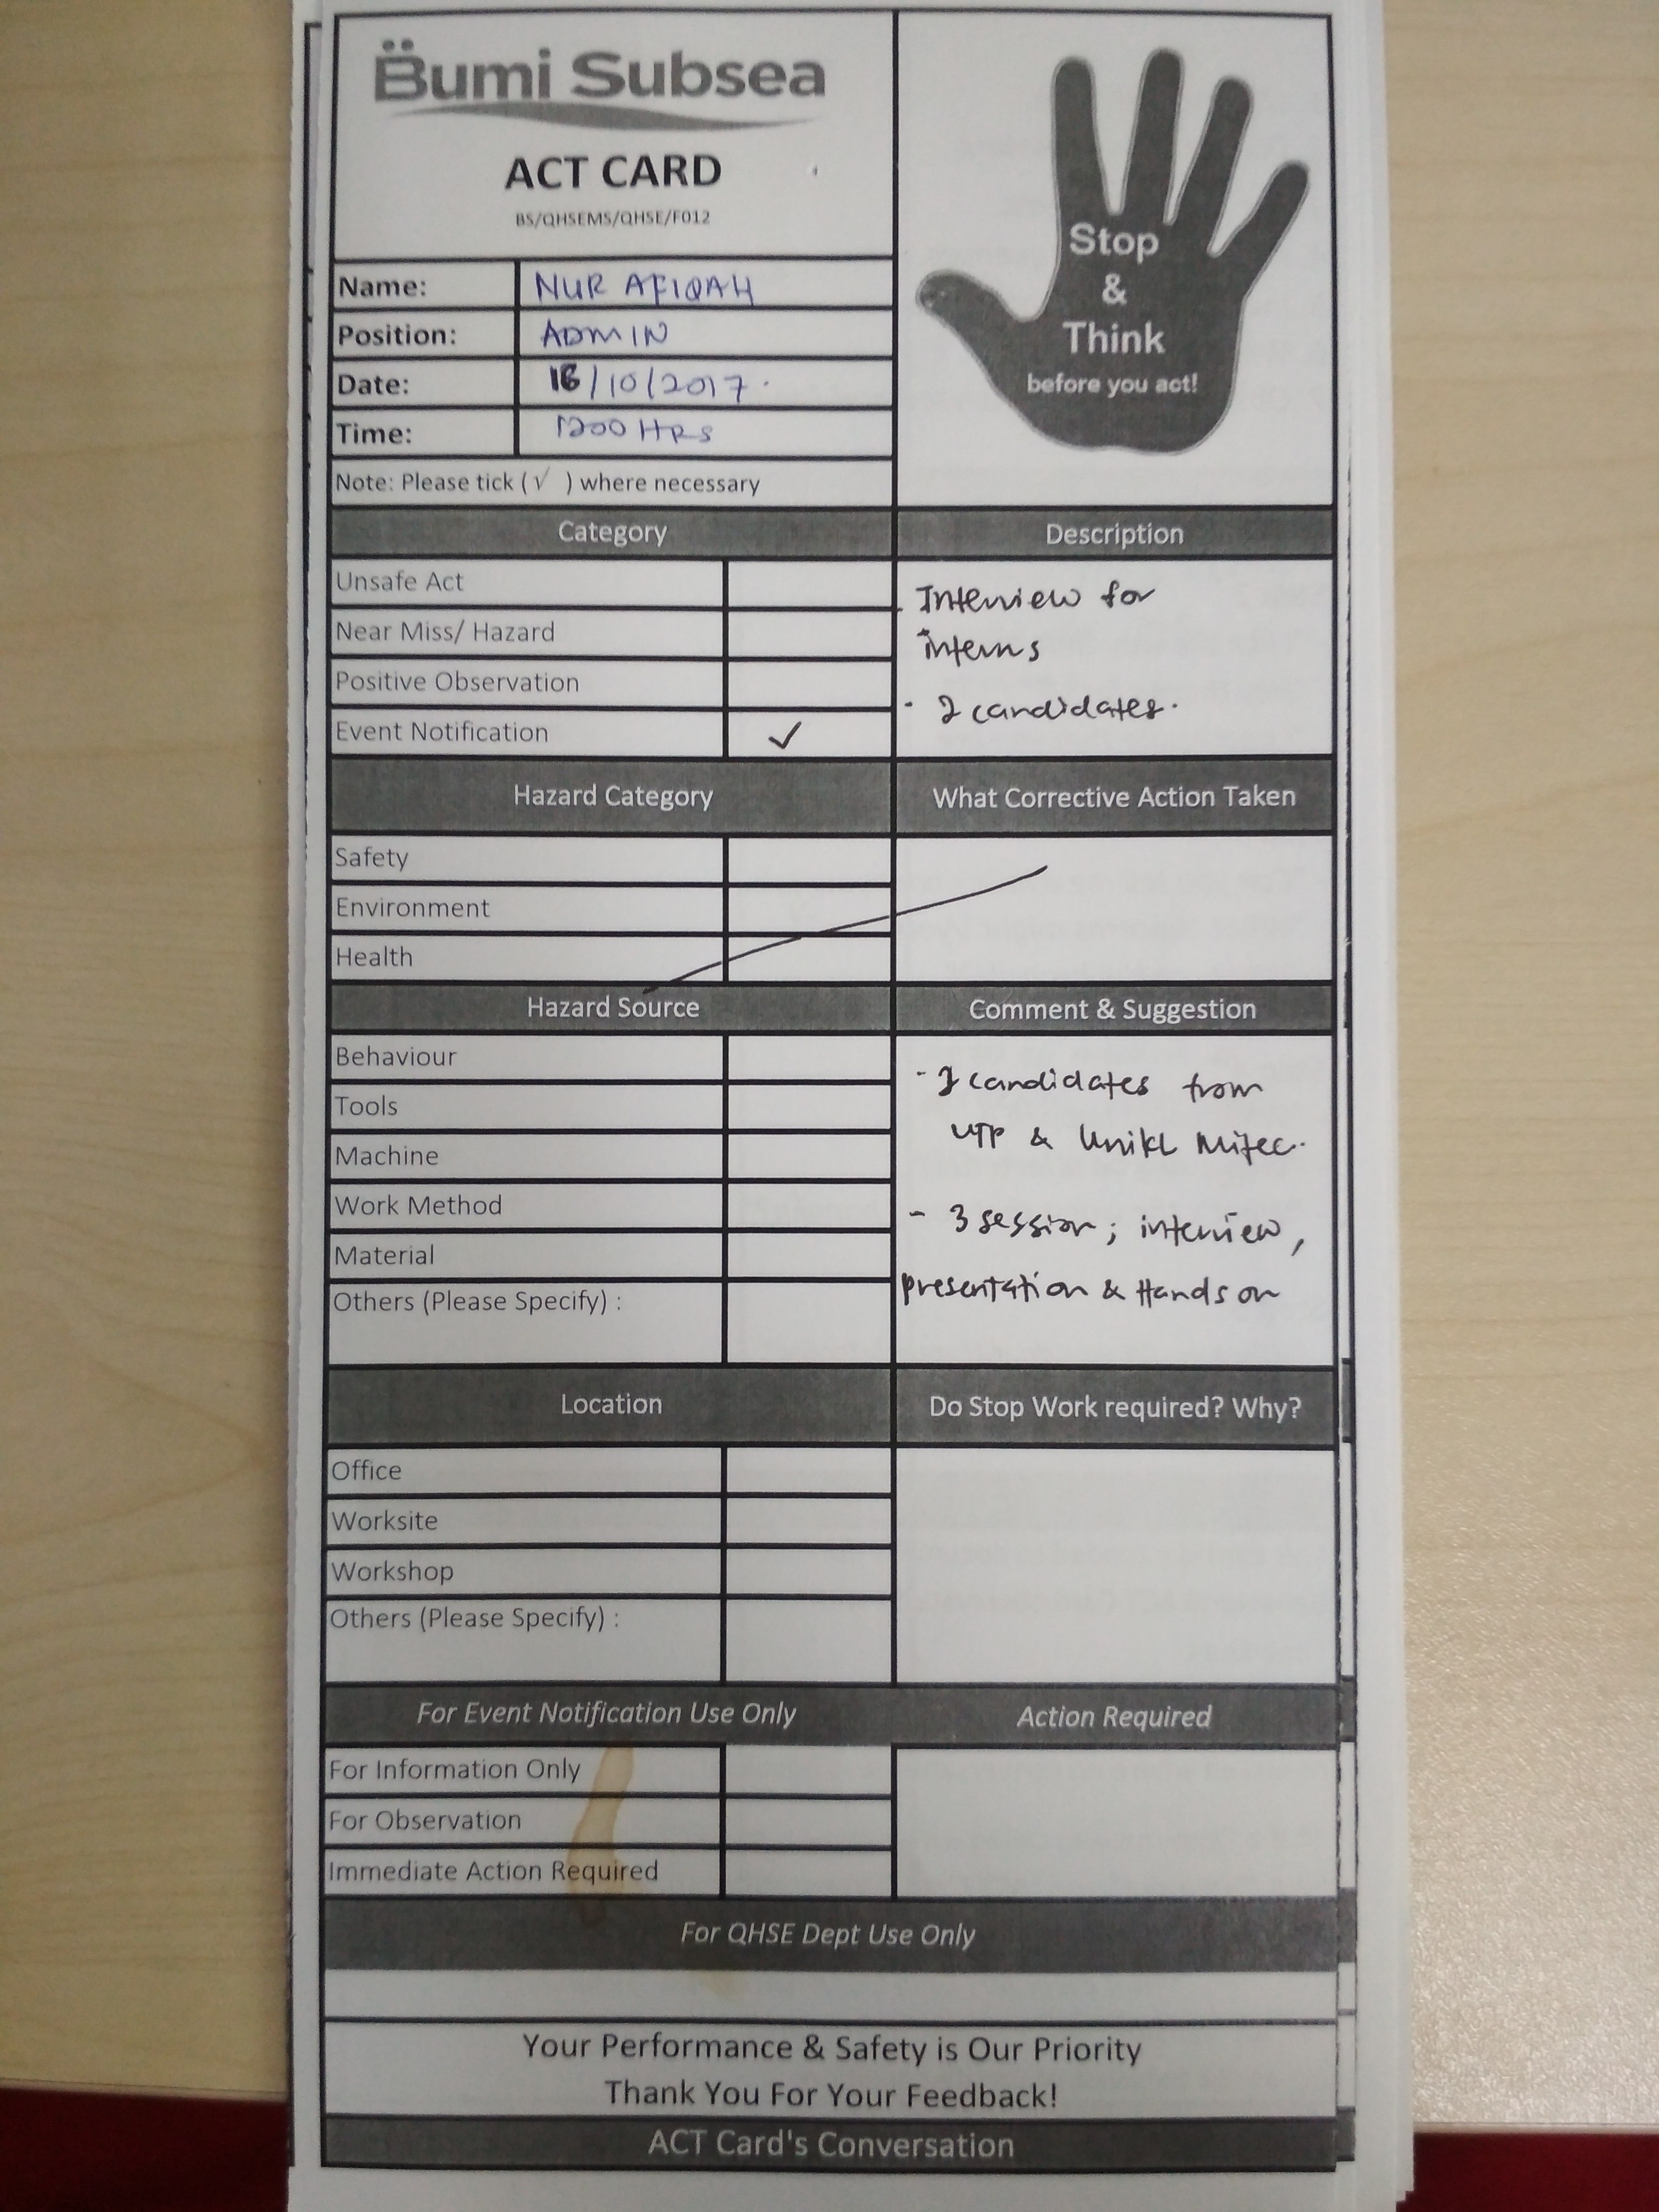 Bumi Subsea
ACT CARD
BS/QHSEMS/QHSE/F012
Stop
&
Think
before you act!
Name: NUR AFIQAH
Position: ADMIN
Date: 18/10/2017.
Time: 1200 HRS
Note: Please tick (√ ) where necessary
Category
Unsafe Act
Near Miss/ Hazard
Positive Observation
Event Notification ✓
Description
Interview for
interns
- 2 candidates.
Hazard Category
Safety
Environment
Health
What Corrective Action Taken
Hazard Source
Behaviour
Tools
Machine
Work Method
Material
Others (Please Specify) :
Comment & Suggestion
- 2 candidates from
UTP & Unikl Mitec.
- 3 session; interview,
presentation & Hands on
Location
Office
Worksite
Workshop
Others (Please Specify) :
Do Stop Work required? Why?
For Event Notification Use Only
For Information Only
For Observation
Immediate Action Required
Action Required
For QHSE Dept Use Only
Your Performance & Safety is Our Priority
Thank You For Your Feedback!
ACT Card's Conversation